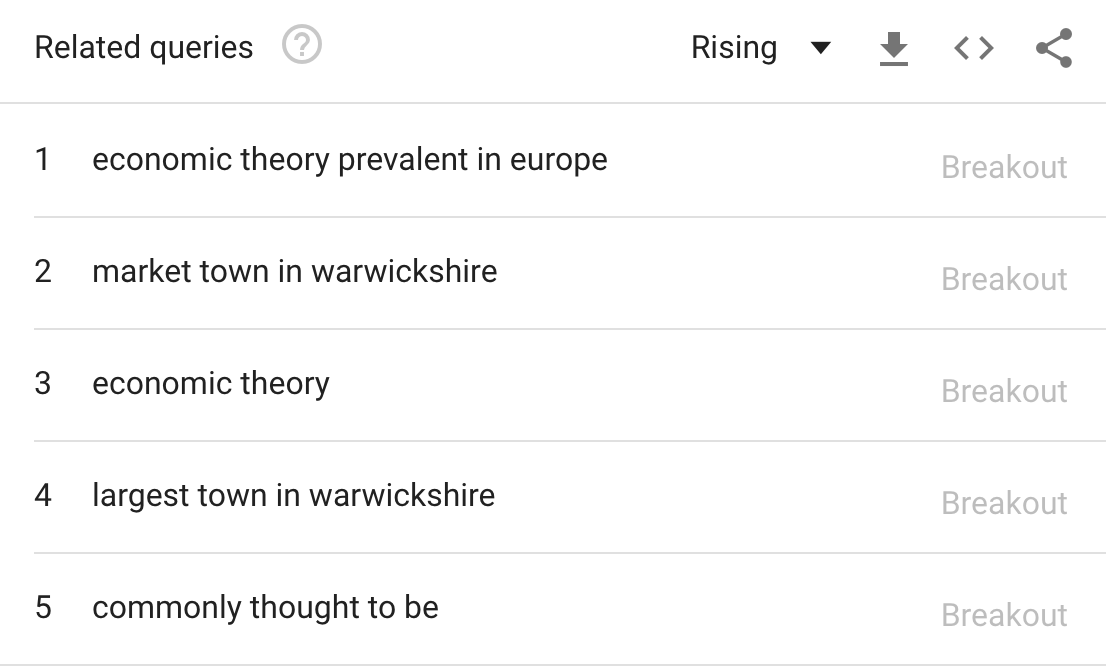 Related queries ? Rising
1 economic theory prevalent in europe Breakout
2 market town in warwickshire Breakout
3 economic theory Breakout
4 largest town in warwickshire Breakout
5 commonly thought to be Breakout